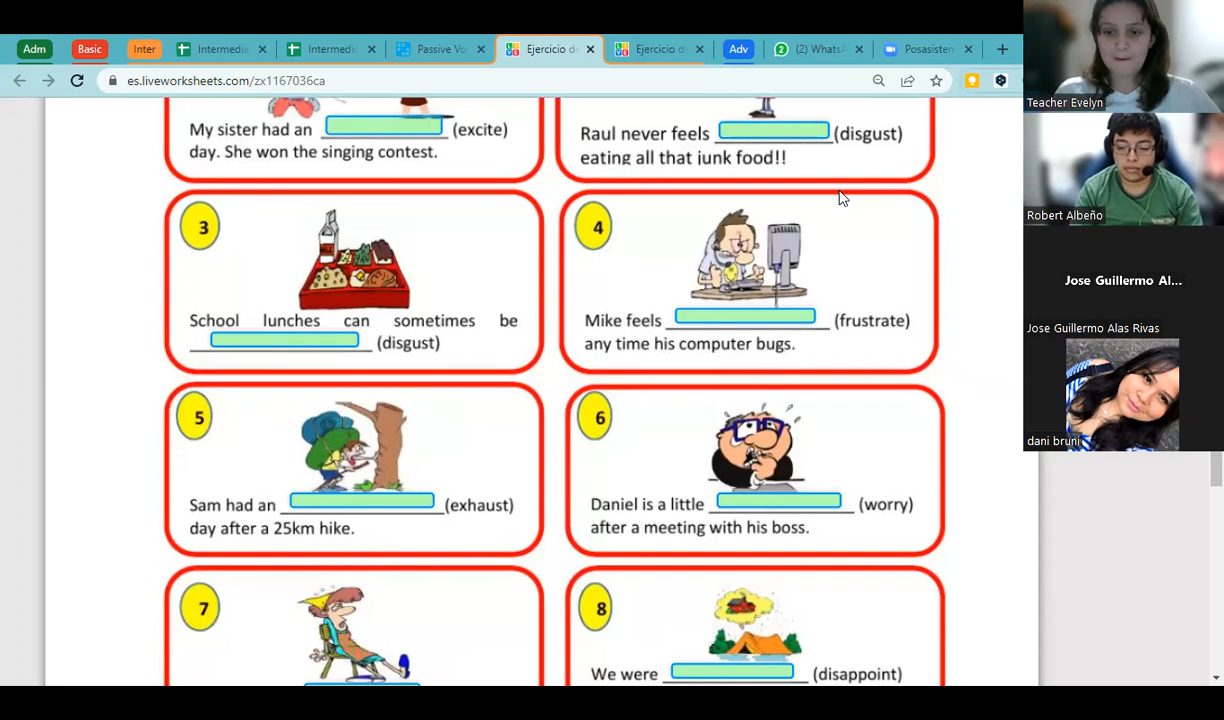 Adm
Basic
Inter
Intermedia
Intermedic
Passive Vo
Ejercicio de
Ejercicio d
Adv
(2) WhatsA
Posasisten
es.liveworksheets.com/zx1167036ca
My sister had an (excite)
day. She won the singing contest.
Raul never feels (disgust)
eating all that junk food!!
3
School lunches can sometimes be
(disgust)
4
Mike feels (frustrate)
any time his computer bugs.
5
Sam had an (exhaust)
day after a 25km hike.
6
Daniel is a little (worry)
after a meeting with his boss.
7
8
We were (disappoint)
Teacher Evelyn
Robert Albeño
Jose Guillermo Al...
Jose Guillermo Alas Rivas
dani bruni